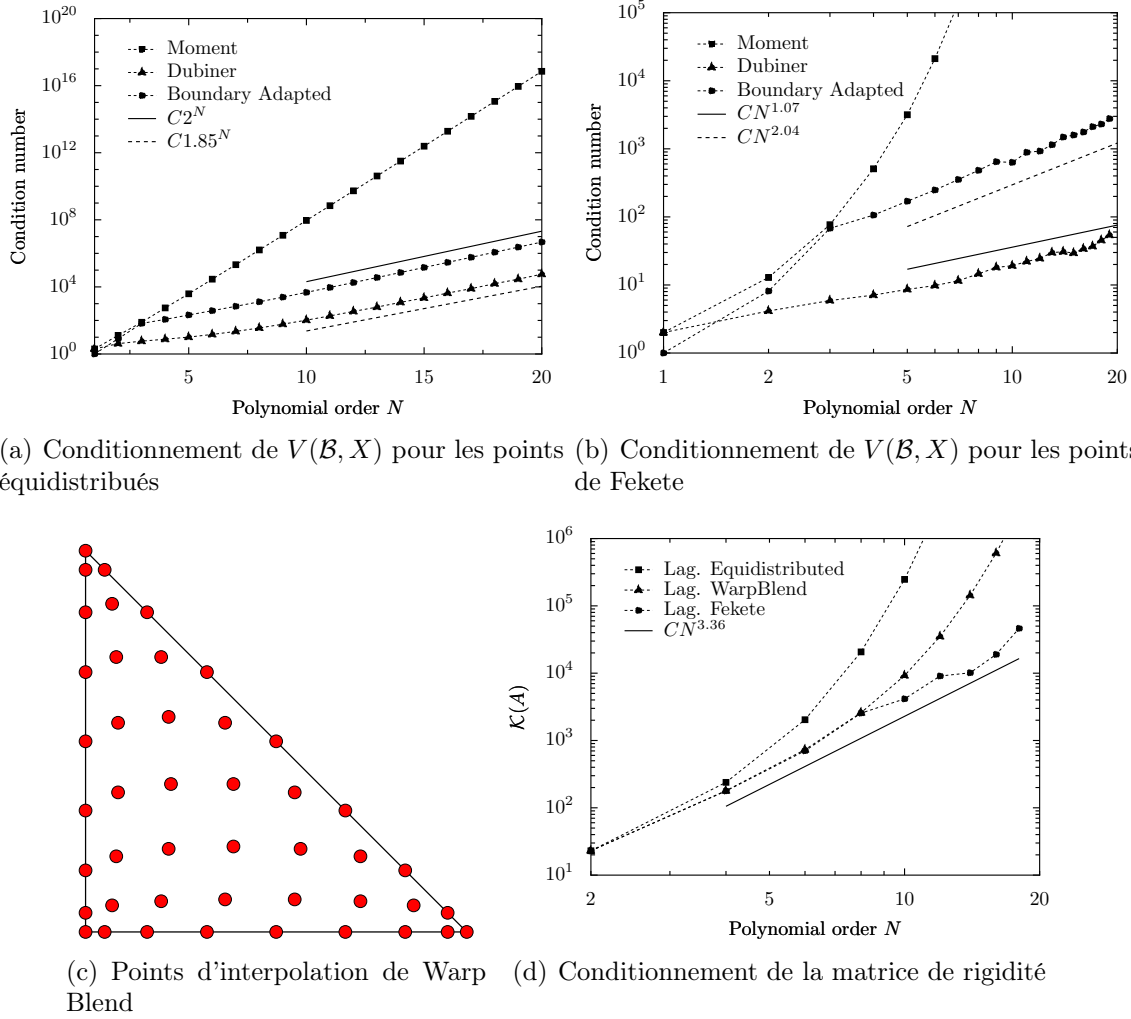 10^20
10^16
10^12
10^8
10^4
10^0
Condition number
Moment
Dubiner
Boundary Adapted
C2^N
C1.85^N
5
10
15
20
Polynomial order N
10^5
10^4
10^3
10^2
10^1
10^0
Condition number
Moment
Dubiner
Boundary Adapted
CN^1.07
CN^2.04
1
2
5
10
20
Polynomial order N
(a) Conditionnement de V(B, X) pour les points
équidistribués
(b) Conditionnement de V(B, X) pour les points
de Fekete
10^6
10^5
10^4
10^3
10^2
10^1
K(A)
Lag. Equidistributed
Lag. WarpBlend
Lag. Fekete
CN^3.36
2
5
10
20
Polynomial order N
(c) Points d'interpolation de Warp
Blend
(d) Conditionnement de la matrice de rigidité